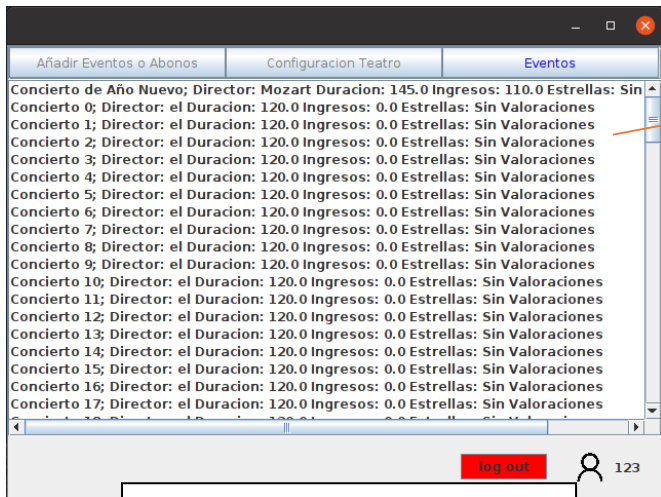 Añadir Eventos o Abonos
Configuracion Teatro
Eventos
Concierto de Año Nuevo; Director: Mozart Duracion: 145.0 Ingresos: 110.0 Estrellas: Sin
Concierto 0; Director: el Duracion: 120.0 Ingresos: 0.0 Estrellas: Sin Valoraciones
Concierto 1; Director: el Duracion: 120.0 Ingresos: 0.0 Estrellas: Sin Valoraciones
Concierto 2; Director: el Duracion: 120.0 Ingresos: 0.0 Estrellas: Sin Valoraciones
Concierto 3; Director: el Duracion: 120.0 Ingresos: 0.0 Estrellas: Sin Valoraciones
Concierto 4; Director: el Duracion: 120.0 Ingresos: 0.0 Estrellas: Sin Valoraciones
Concierto 5; Director: el Duracion: 120.0 Ingresos: 0.0 Estrellas: Sin Valoraciones
Concierto 6; Director: el Duracion: 120.0 Ingresos: 0.0 Estrellas: Sin Valoraciones
Concierto 7; Director: el Duracion: 120.0 Ingresos: 0.0 Estrellas: Sin Valoraciones
Concierto 8; Director: el Duracion: 120.0 Ingresos: 0.0 Estrellas: Sin Valoraciones
Concierto 9; Director: el Duracion: 120.0 Ingresos: 0.0 Estrellas: Sin Valoraciones
Concierto 10; Director: el Duracion: 120.0 Ingresos: 0.0 Estrellas: Sin Valoraciones
Concierto 11; Director: el Duracion: 120.0 Ingresos: 0.0 Estrellas: Sin Valoraciones
Concierto 12; Director: el Duracion: 120.0 Ingresos: 0.0 Estrellas: Sin Valoraciones
Concierto 13; Director: el Duracion: 120.0 Ingresos: 0.0 Estrellas: Sin Valoraciones
Concierto 14; Director: el Duracion: 120.0 Ingresos: 0.0 Estrellas: Sin Valoraciones
Concierto 15; Director: el Duracion: 120.0 Ingresos: 0.0 Estrellas: Sin Valoraciones
Concierto 16; Director: el Duracion: 120.0 Ingresos: 0.0 Estrellas: Sin Valoraciones
Concierto 17; Director: el Duracion: 120.0 Ingresos: 0.0 Estrellas: Sin Valoraciones
log out
123